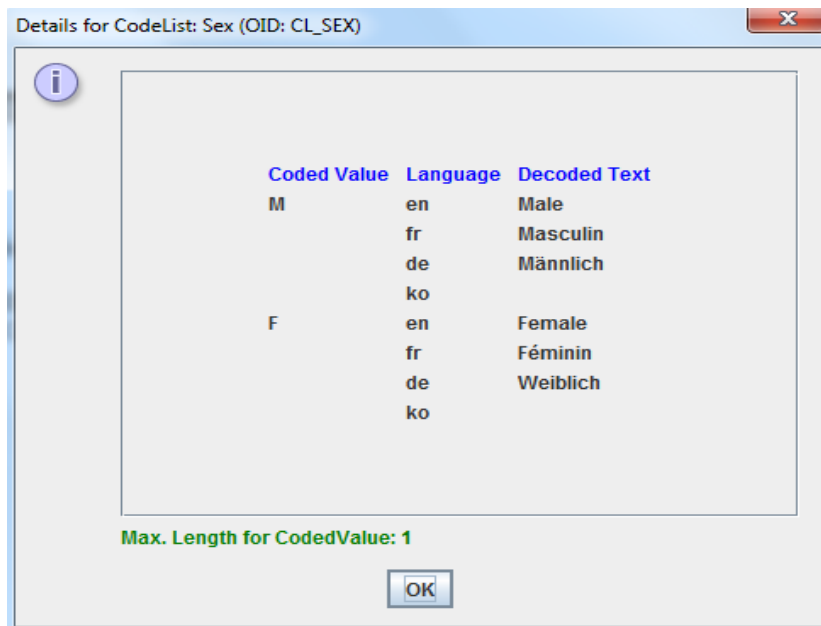 Details for CodeList: Sex (OID: CL_SEX)
Coded Value Language Decoded Text
M en Male
fr Masculin
de Männlich
ko
F en Female
fr Féminin
de Weiblich
ko
Max. Length for CodedValue: 1
OK